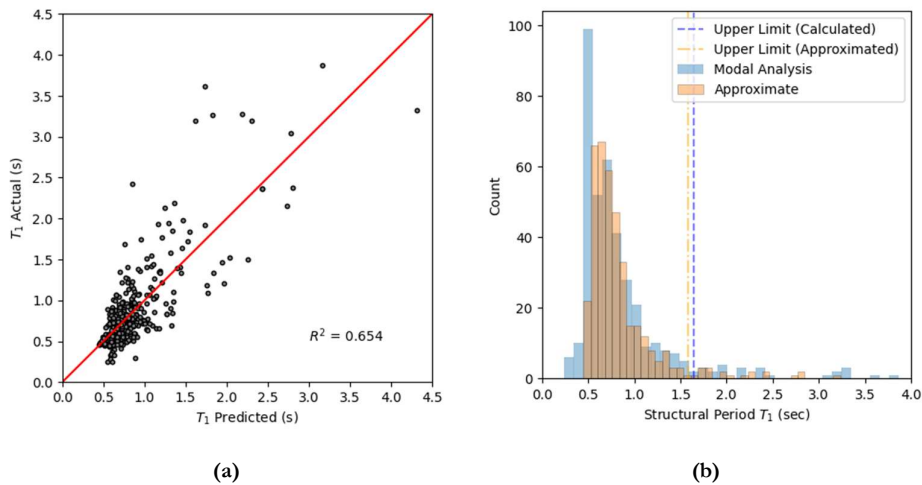 4.5
4.0
3.5
3.0
2.5
2.0
1.5
1.0
0.5
0.0
T₁ Actual (s)
R² = 0.654
0.0 0.5 1.0 1.5 2.0 2.5 3.0 3.5 4.0 4.5
T₁ Predicted (s)
(a)
100
80
60
40
20
0
Count
Upper Limit (Calculated)
Upper Limit (Approximated)
Modal Analysis
Approximate
0.0 0.5 1.0 1.5 2.0 2.5 3.0 3.5 4.0
Structural Period T₁ (sec)
(b)